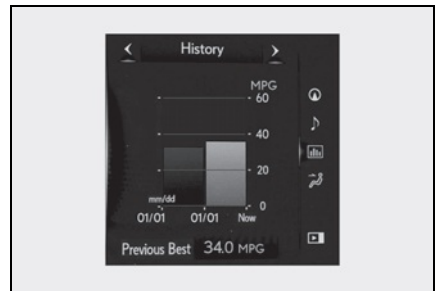 History
MPG
60
40
20
0
mm/dd
01/01 01/01 Now
Previous Best 34.0 MPG